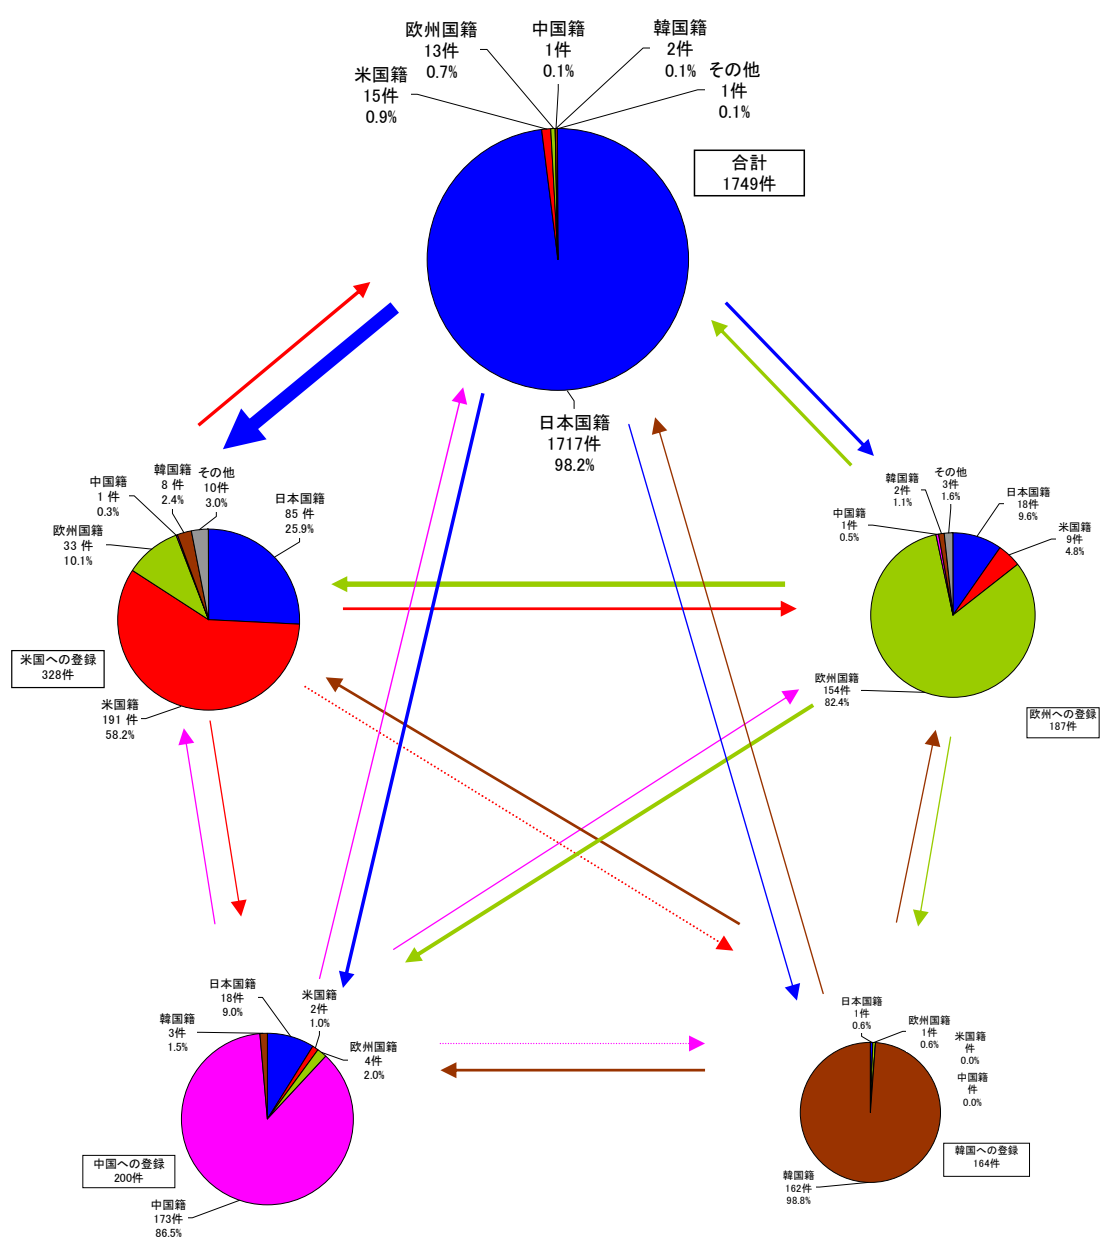 欧州国籍
13件
0.7%
中国籍
1件
0.1%
韓国籍
2件
0.1%
米国籍
15件
0.9%
その他
1件
0.1%
合計
1749件
日本国籍
1717件
98.2%
中国籍
1 件
0.3%
韓国籍
8 件
2.4%
その他
10件
3.0%
日本国籍
85 件
25.9%
欧州国籍
33 件
10.1%
米国への登録
328件
米国籍
191 件
58.2%
韓国籍
2件
1.1%
その他
3件
1.6%
日本国籍
18件
9.6%
中国籍
1件
0.5%
米国籍
9件
4.8%
欧州国籍
154件
82.4%
欧州への登録
187件
日本国籍
18件
9.0%
米国籍
2件
1.0%
韓国籍
3件
1.5%
欧州国籍
4件
2.0%
中国への登録
200件
中国籍
173件
86.5%
日本国籍
1件
0.6%
欧州国籍
1件
0.6%
米国籍
件
0.0%
中国籍
件
0.0%
韓国への登録
164件
韓国籍
162件
98.8%